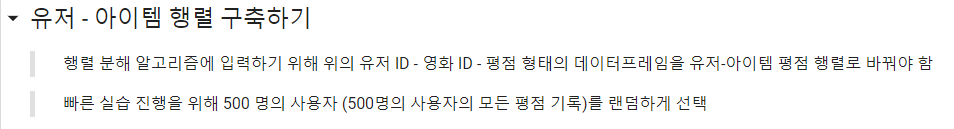 유저 - 아이템 행렬 구축하기
행렬 분해 알고리즘에 입력하기 위해 위의 유저 ID - 영화 ID - 평점 형태의 데이터프레임을 유저-아이템 평점 행렬로 바꿔야 함
빠른 실습 진행을 위해 500 명의 사용자 (500명의 사용자의 모든 평점 기록)를 랜덤하게 선택